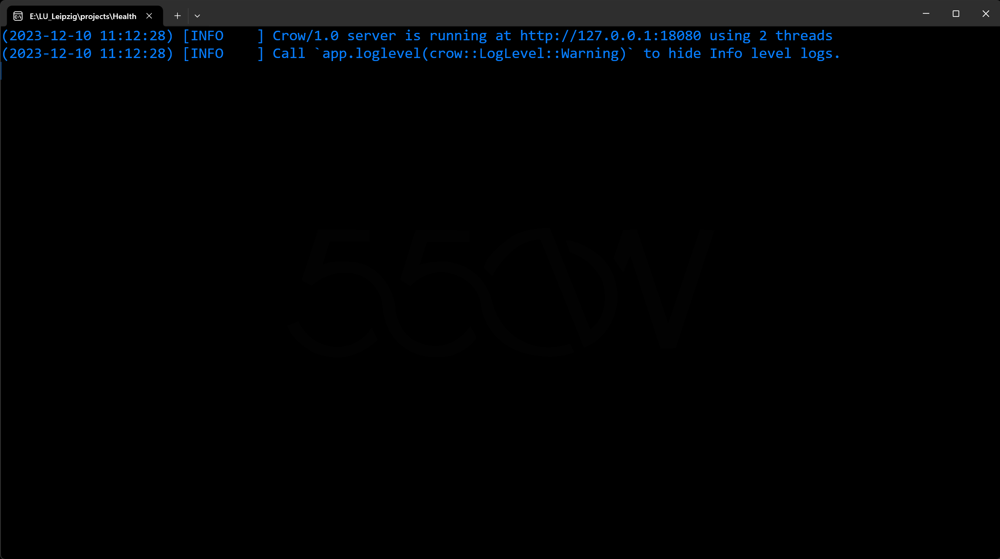 E:\LU_Leipzig\projects\Health
(2023-12-10 11:12:28) [INFO    ] Crow/1.0 server is running at http://127.0.0.1:18080 using 2 threads
(2023-12-10 11:12:28) [INFO    ] Call `app.loglevel(crow::LogLevel::Warning)` to hide Info level logs.
550W